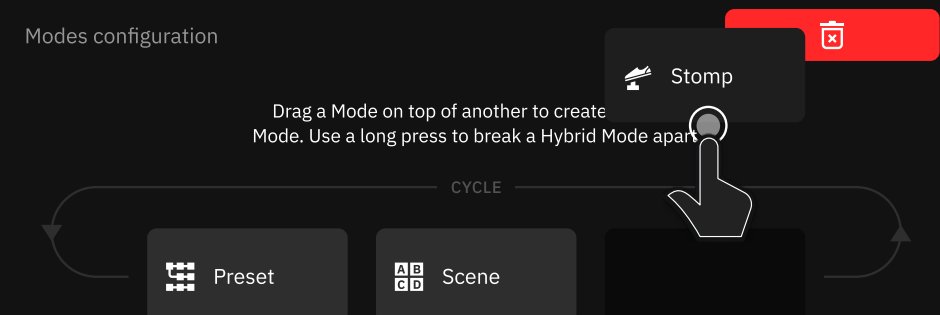 Modes configuration
Stomp
Drag a Mode on top of another to create
Mode. Use a long press to break a Hybrid Mode apart
CYCLE
Preset
A B
C D
Scene